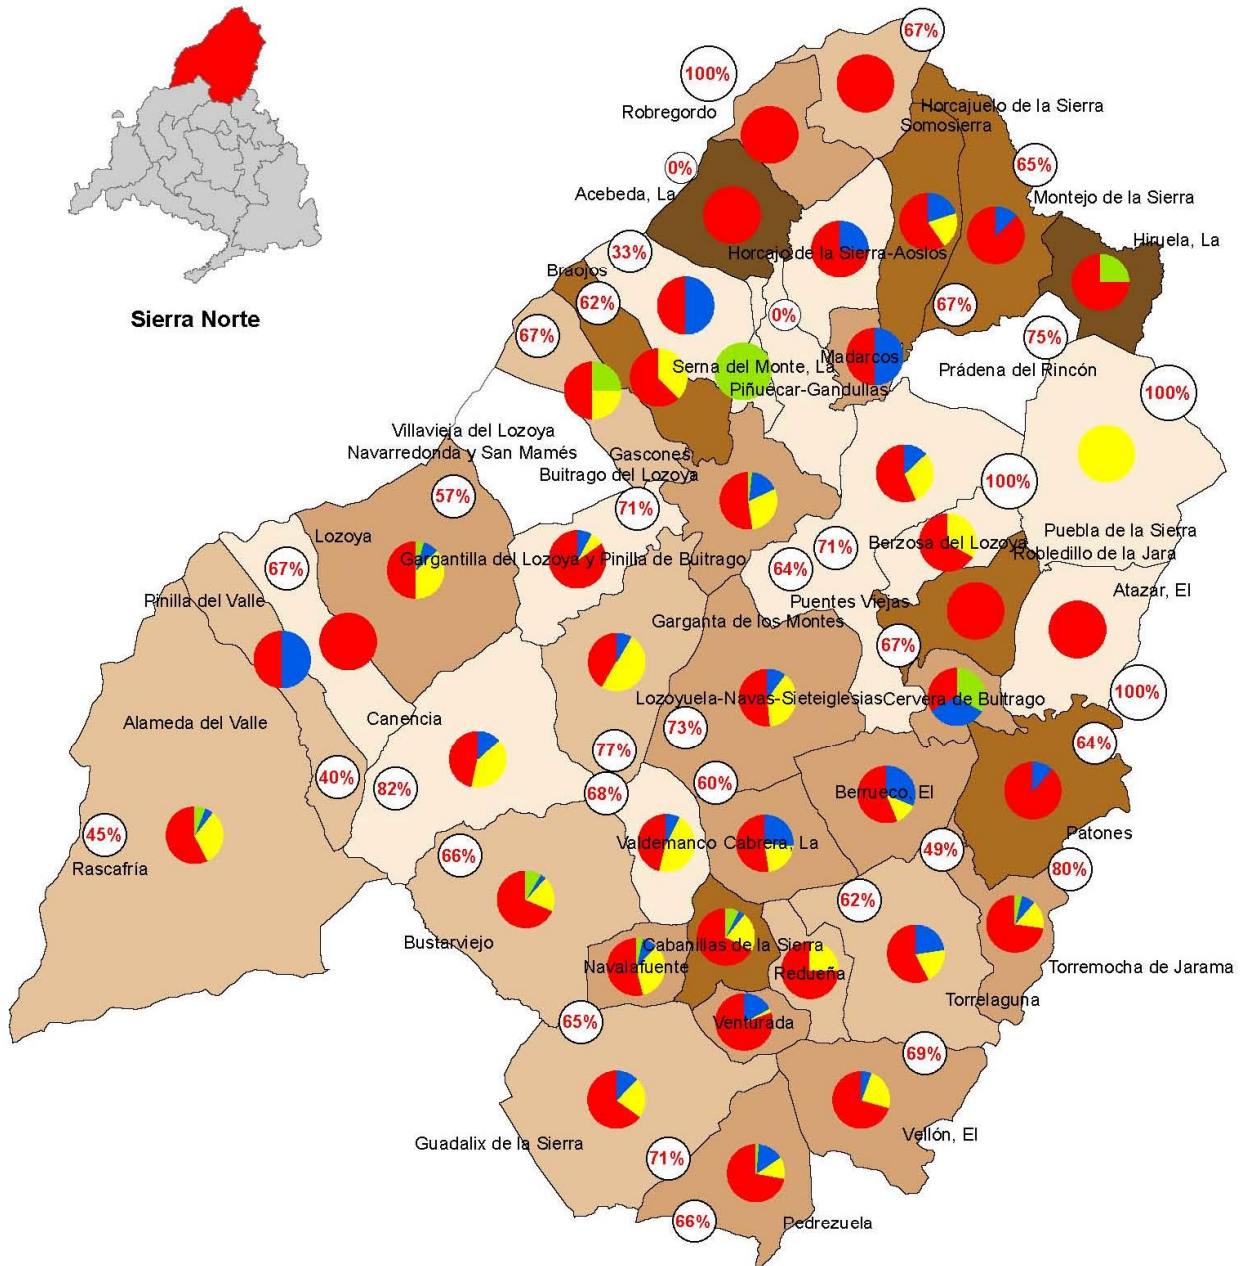 67%
100%
Robregordo
Horcajuelo de la Sierra
Somosierra
0%
65%
Acebeda, La
Montejo de la Sierra
Hiruela, La
33%
Horcajo de la Sierra-Aoslos
Braojos
62%
67%
0%
67%
75%
Sierra Norte
Madarcos
Serna del Monte, La
Prádena del Rincón
Piñuécar-Gandullas
100%
Villavieja del Lozoya
Navarredonda y San Mamés
Gascones
Buitrago del Lozoya
57%
71%
100%
Lozoya
Puebla de la Sierra
Berzosa del Lozoya
Robledillo de la Jara
71%
Gargantilla del Lozoya y Pinilla de Buitrago
67%
64%
Pinilla del Valle
Puentes Viejas
Atazar, El
Garganta de los Montes
67%
Lozoyuela-Navas-Sieteiglesias
Cervera de Buitrago
100%
Alameda del Valle
Canencia
73%
77%
64%
40%
82%
68%
60%
Berrueco, El
45%
Rascafría
Valdemanco
Cabrera, La
Patones
66%
49%
80%
62%
Bustarviejo
Cabanillas de la Sierra
Navalafuente
Redueña
Torremocha de Jarama
Torrelaguna
65%
Venturada
69%
Guadalix de la Sierra
Vellón, El
71%
66%
Pedrezuela